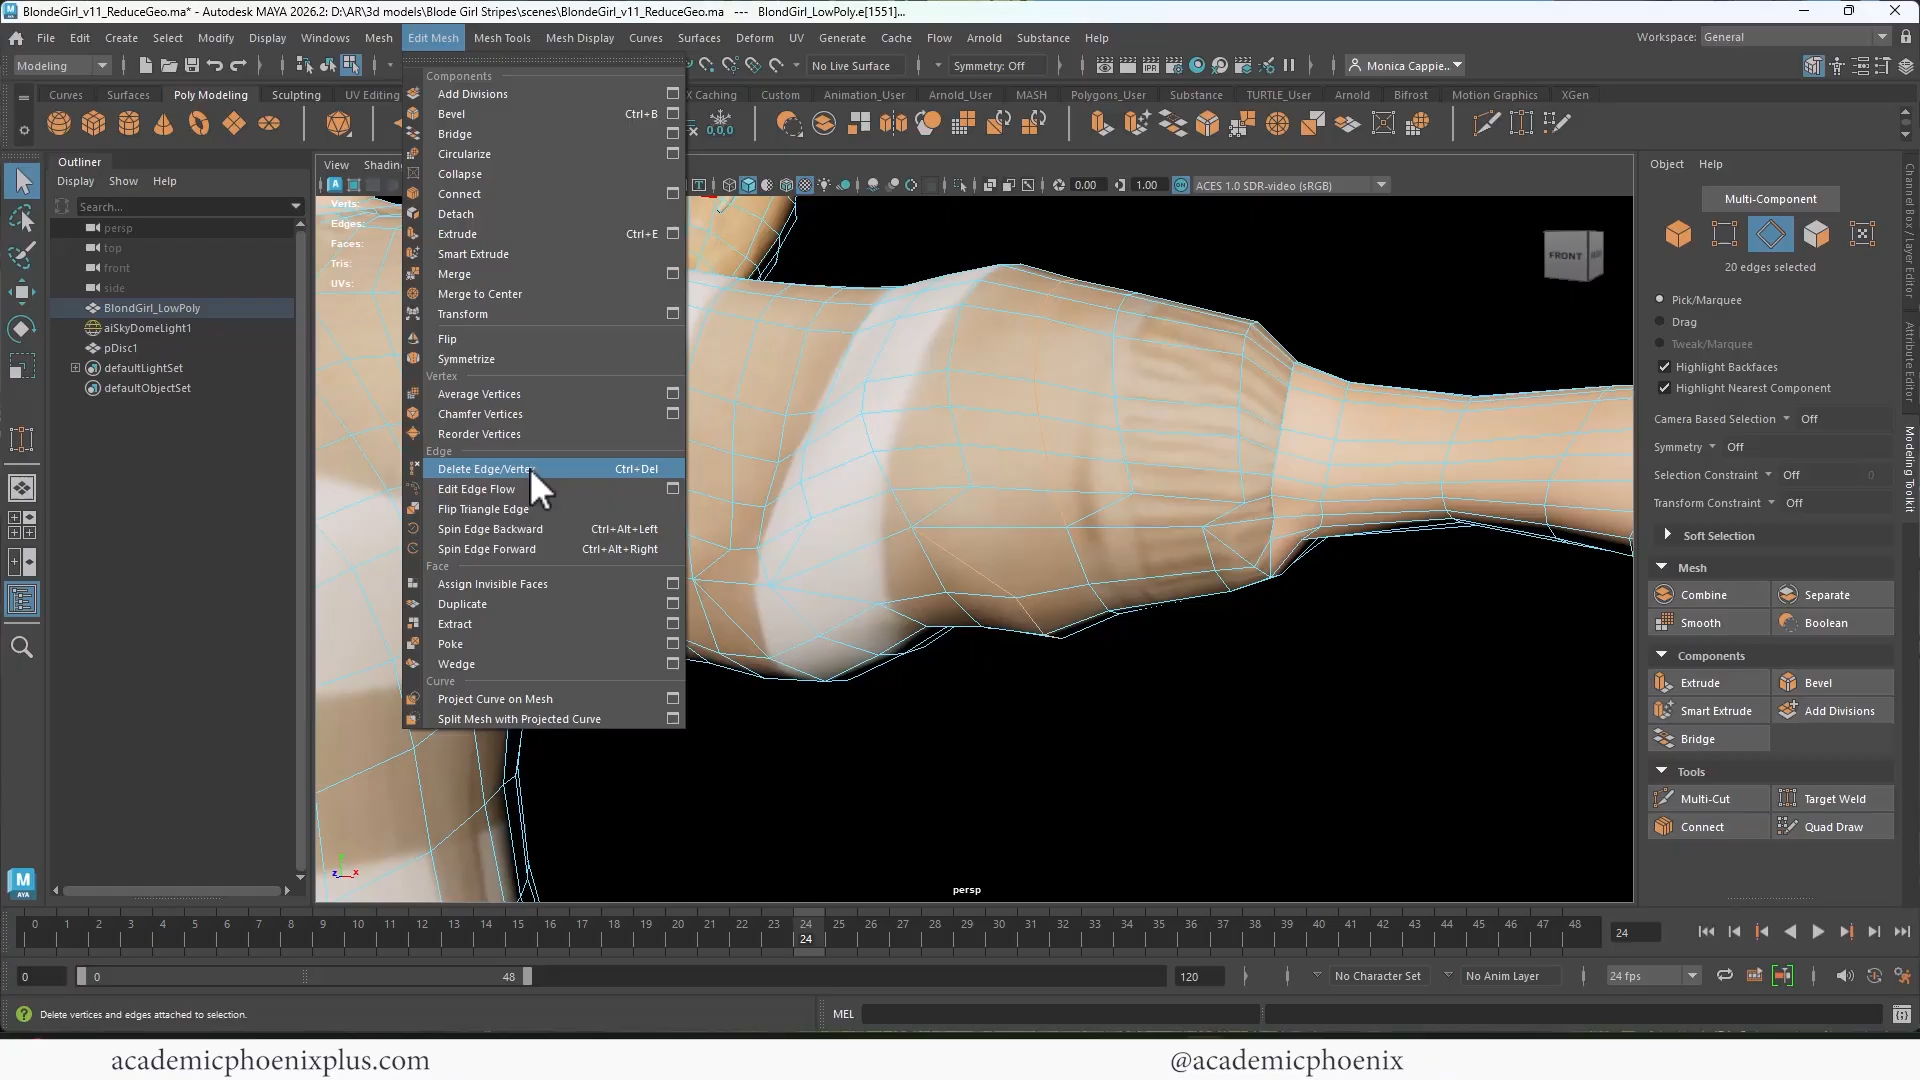 BlondeGirl_v11_ReduceGeo.ma* - Autodesk MAYA 2026.2: D:\AR\3d models\Blode Girl Stripes\scenes\BlondeGirl_v11_ReduceGeo.ma --- BlondGirl_LowPoly.e[1551]...
File Edit Create Select Modify Display Windows Mesh Edit Mesh Mesh Tools Mesh Display Curves Surfaces Deform UV Generate Cache Flow Arnold Substance Help
Workspace: General
Modeling
No Live Surface
Symmetry: Off
Monica Cappie...
Curves Surfaces Poly Modeling Sculpting UV Editing
Caching Custom Animation_User Arnold_User MASH Polygons_User Substance TURTLE_User Arnold Bifrost Motion Graphics XGen
0,0,0
Outliner
Display Show Help
Search...
persp
top
front
side
BlondGirl_LowPoly
aiSkyDomeLight1
pDisc1
defaultLightSet
defaultObjectSet
View
0.00
1.00
ACES 1.0 SDR-video (sRGB)
Verts:
Edges:
Faces:
Tris:
UVs:
Components
Add Divisions
Bevel Ctrl+B
Bridge
Circularize
Collapse
Connect
Detach
Extrude Ctrl+E
Smart Extrude
Merge
Merge to Center
Transform
Flip
Symmetrize
Vertex
Average Vertices
Chamfer Vertices
Reorder Vertices
Edge
Delete Edge/Vertex Ctrl+Del
Edit Edge Flow
Flip Triangle Edge
Spin Edge Backward Ctrl+Alt+Left
Spin Edge Forward Ctrl+Alt+Right
Face
Assign Invisible Faces
Duplicate
Extract
Poke
Wedge
Curve
Project Curve on Mesh
Split Mesh with Projected Curve
FRONT
persp
z x
Object Help
Multi-Component
20 edges selected
Pick/Marquee
Drag
Tweak/Marquee
Highlight Backfaces
Highlight Nearest Component
Camera Based Selection Off
Symmetry Off
Selection Constraint Off 0
Transform Constraint Off
Soft Selection
Mesh
Combine Separate
Smooth Boolean
Components
Extrude Bevel
Smart Extrude Add Divisions
Bridge
Tools
Multi-Cut Target Weld
Connect Quad Draw
Channel Box / Layer Editor
Attribute Editor
Modeling Toolkit
M
AYA
0 1 2 3 4 5 6 7 8 9 10 11 12 13 14 15 16 17 18 19 20 21 22 23 24 25 26 27 28 29 30 31 32 33 34 35 36 37 38 39 40 41 42 43 44 45 46 47 48
24
24
0 0 48 120
No Character Set
No Anim Layer
24 fps
Delete vertices and edges attached to selection.
MEL
academicphoenixplus.com
@academicphoenix